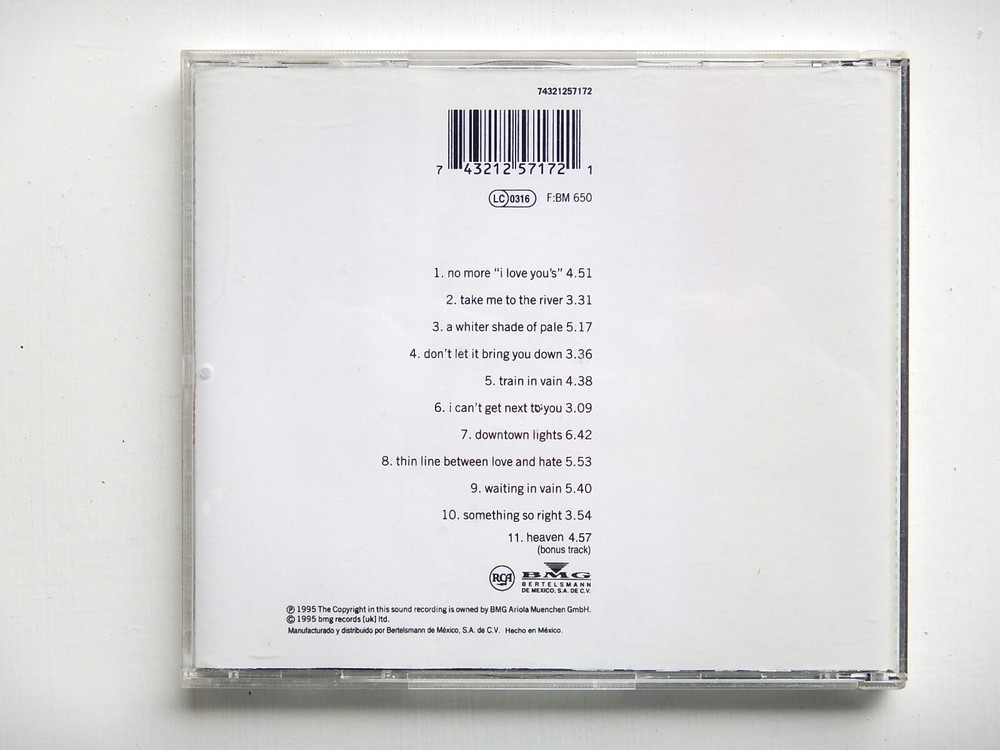 74321257172
7 43212 57172 1
LC 0316 F:BM 650
1. no more “i love you's” 4.51
2. take me to the river 3.31
3. a whiter shade of pale 5.17
4. don't let it bring you down 3.36
5. train in vain 4.38
6. i can't get next to you 3.09
7. downtown lights 6.42
8. thin line between love and hate 5.53
9. waiting in vain 5.40
10. something so right 3.54
11. heaven 4.57
(bonus track)
RCA BMG
BERTELSMANN
DE MEXICO, S.A. DE C.V.
℗ 1995 The Copyright in this sound recording is owned by BMG Ariola Muenchen GmbH.
© 1995 bmg records (uk) ltd.
Manufacturado y distribuido por Bertelsmann de México, S.A. de C.V. Hecho en México.